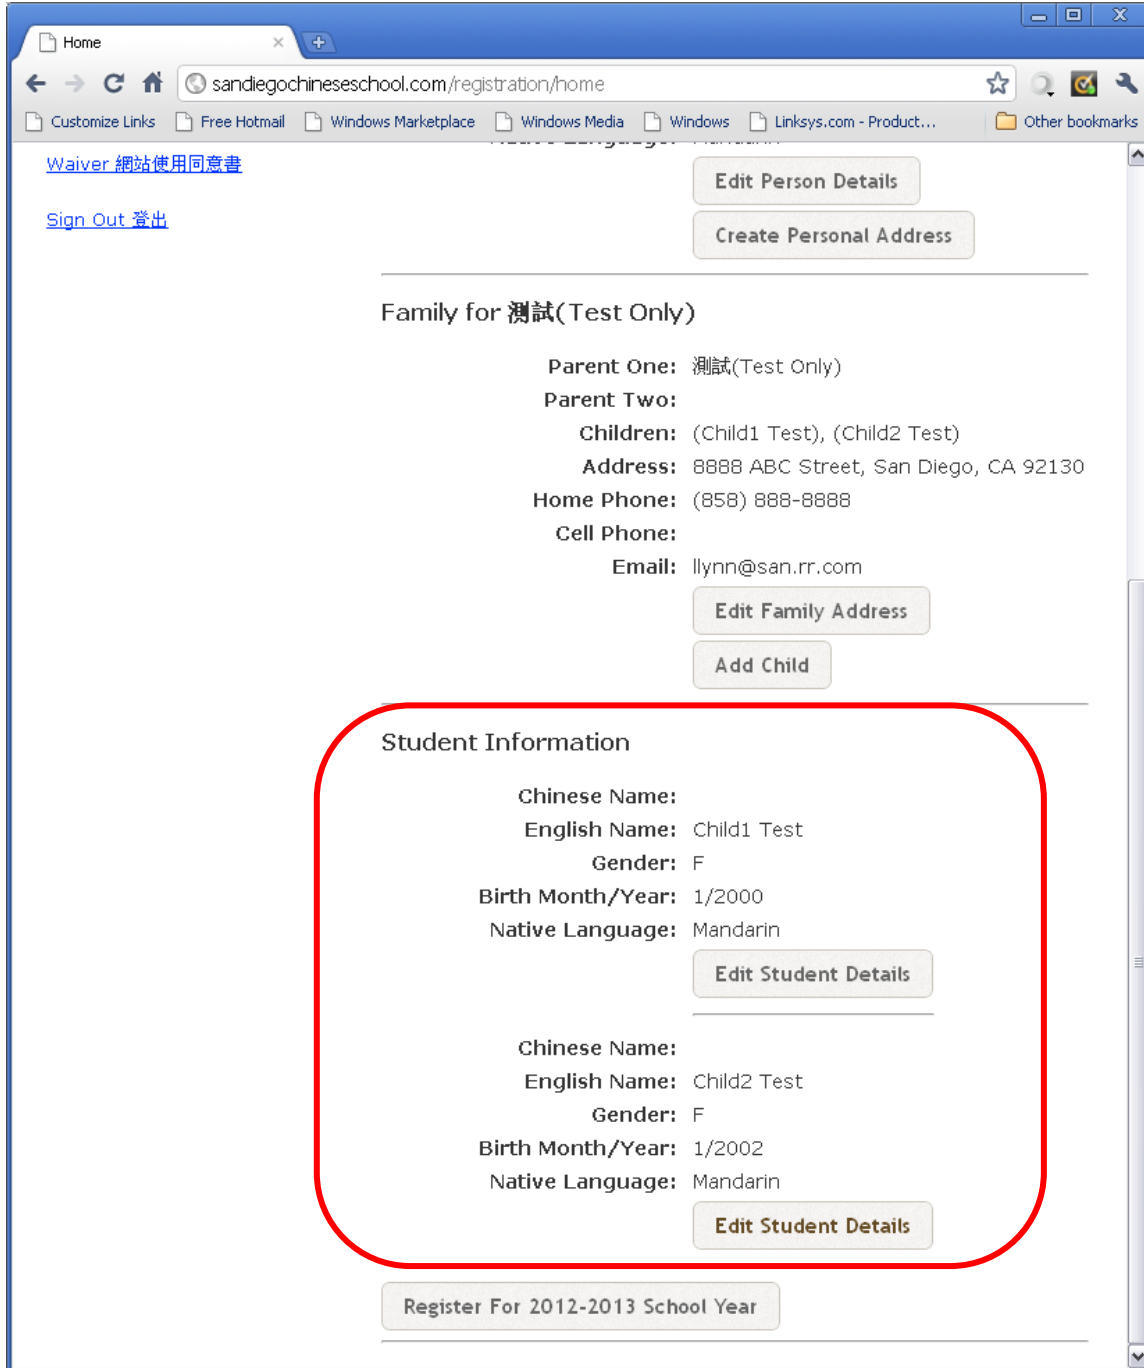 Home
sandiegochineseschool.com/registration/home
Customize Links Free Hotmail Windows Marketplace Windows Media Windows Linksys.com - Product... Other bookmarks
Waiver 網站使用同意書
Sign Out 登出
Native Language: Mandarin
Edit Person Details
Create Personal Address
Family for 測試(Test Only)
Parent One: 測試(Test Only)
Parent Two:
Children: (Child1 Test), (Child2 Test)
Address: 8888 ABC Street, San Diego, CA 92130
Home Phone: (858) 888-8888
Cell Phone:
Email: llynn@san.rr.com
Edit Family Address
Add Child
Student Information
Chinese Name:
English Name: Child1 Test
Gender: F
Birth Month/Year: 1/2000
Native Language: Mandarin
Edit Student Details
Chinese Name:
English Name: Child2 Test
Gender: F
Birth Month/Year: 1/2002
Native Language: Mandarin
Edit Student Details
Register For 2012-2013 School Year